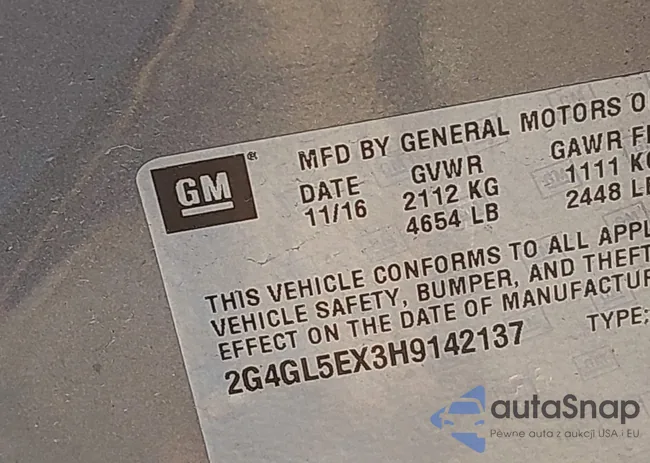 GM®
MFD BY GENERAL MOTORS O
DATE GVWR GAWR
11/16 2112 KG 1111
4654 LB 2448
THIS VEHICLE CONFORMS TO ALL
VEHICLE SAFETY, BUMPER, AND THEFT
EFFECT ON THE DATE OF
2G4GL5EX3H9142137 TYPE:
autaSnap
Pewne auta z aukcji USA i EU